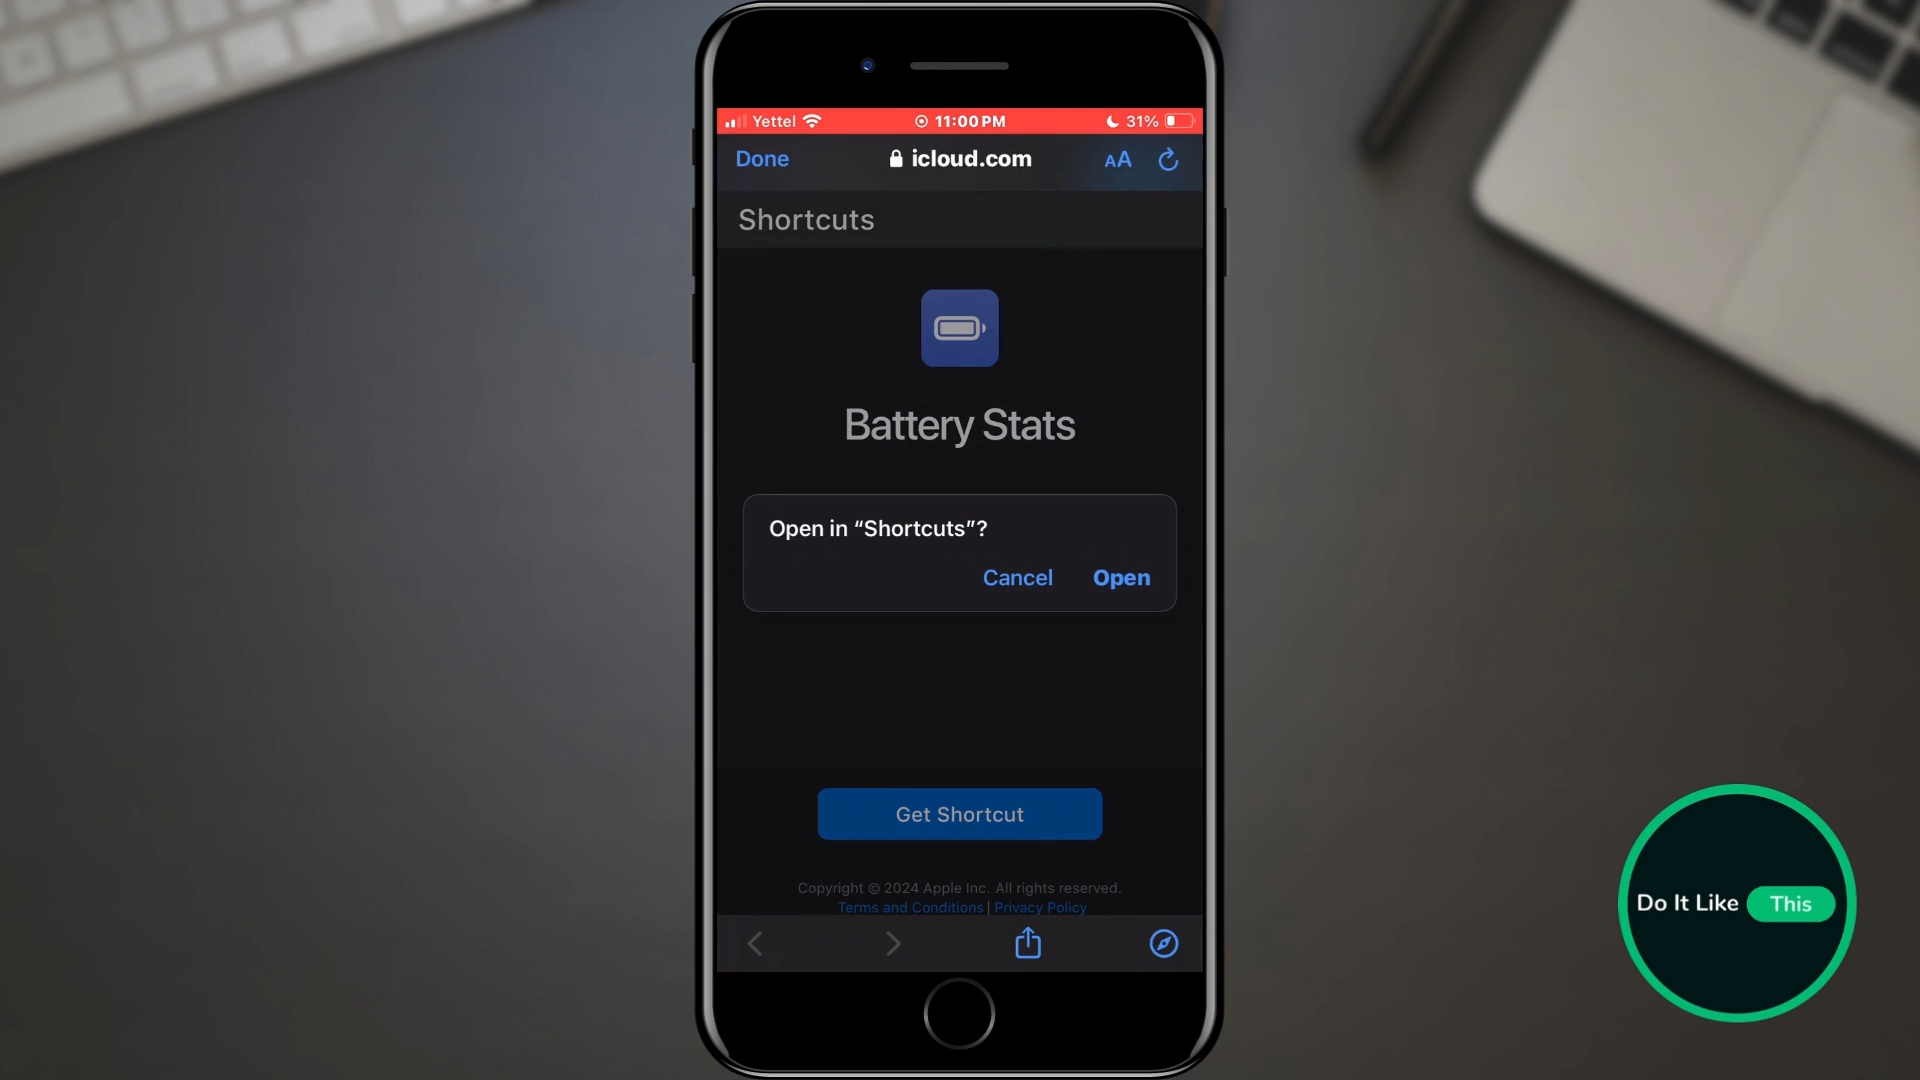 Yettel 11:00 PM 31%
Done icloud.com AA
Shortcuts
Battery Stats
Open in “Shortcuts”?
Cancel Open
Get Shortcut
Copyright © 2024 Apple Inc. All rights reserved.
Terms and Conditions | Privacy Policy
Do It Like This